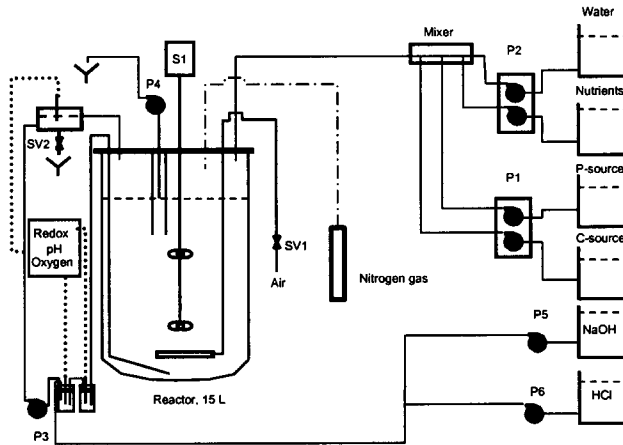 Water
Mixer
P2
Nutrients
S1
P4
SV2
P-source
P1
Redox
pH
Oxygen
SV1
Air
Nitrogen gas
C-source
P5
NaOH
Reactor, 15 L
P6
HCl
P3